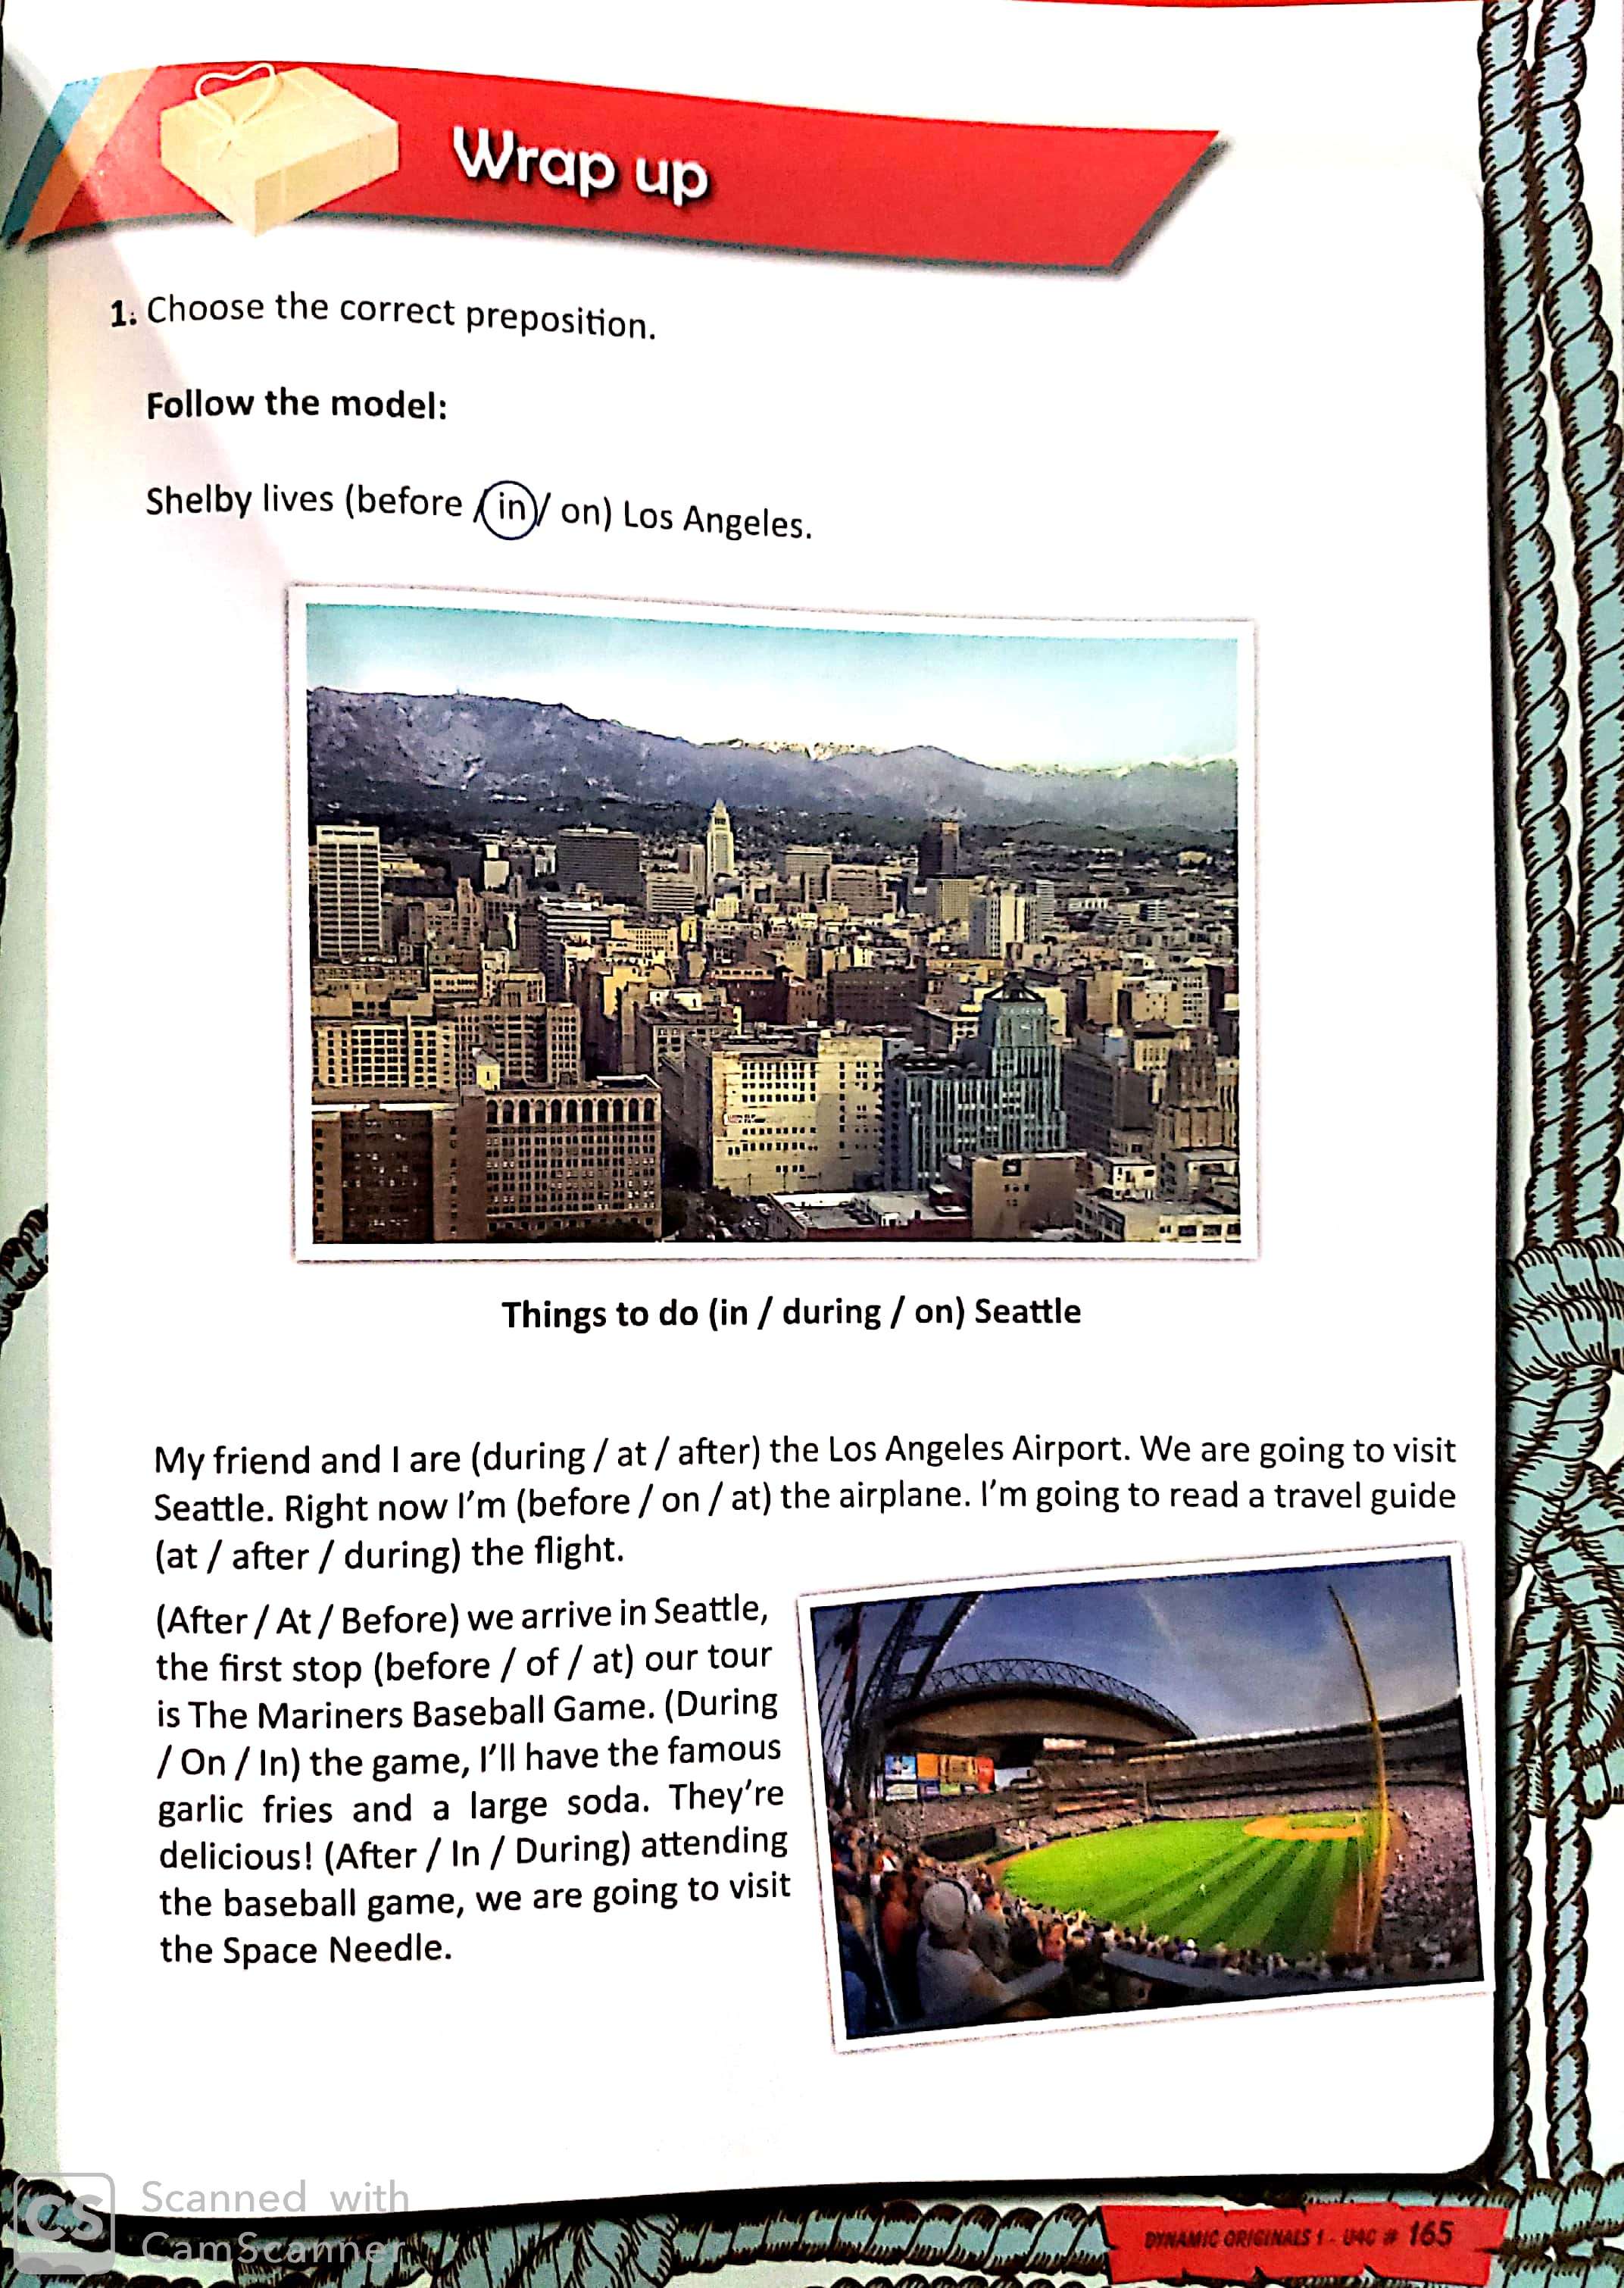 Wrap up
1. Choose the correct preposition.
Follow the model:
Shelby lives (before / in / on) Los Angeles.
Things to do (in / during / on) Seattle
My friend and I are (during / at / after) the Los Angeles Airport. We are going to visit
Seattle. Right now I'm (before / on / at) the airplane. I'm going to read a travel guide
(at / after / during) the flight.
(After / At / Before) we arrive in Seattle,
the first stop (before / of / at) our tour
is The Mariners Baseball Game. (During
/ On / In) the game, I'll have the famous
garlic fries and a large soda. They're
delicious! (After / In / During) attending
the baseball game, we are going to visit
the Space Needle.
CS
Scanned with
CamScanner
DYNAMIC ORIGINALS 1 - U4C # 165